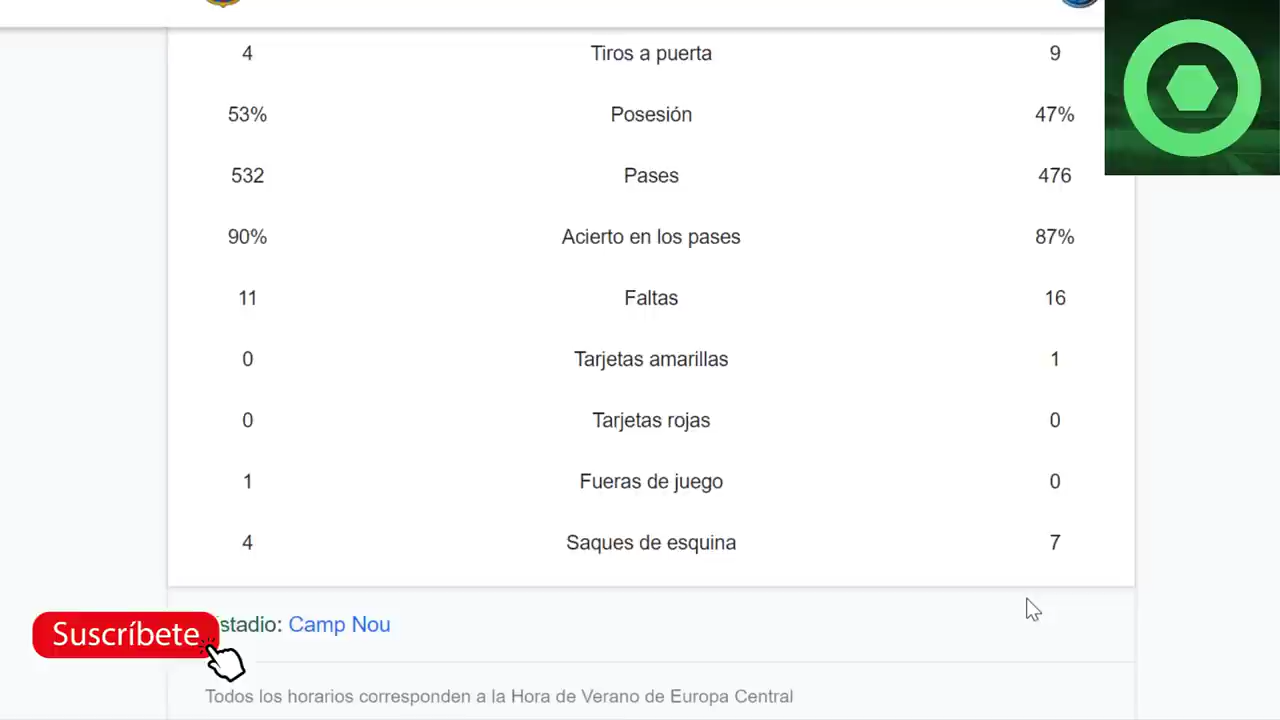 4 Tiros a puerta 9
53% Posesión 47%
532 Pases 476
90% Acierto en los pases 87%
11 Faltas 16
0 Tarjetas amarillas 1
0 Tarjetas rojas 0
1 Fueras de juego 0
4 Saques de esquina 7
stadio: Camp Nou
Suscríbete
Todos los horarios corresponden a la Hora de Verano de Europa Central